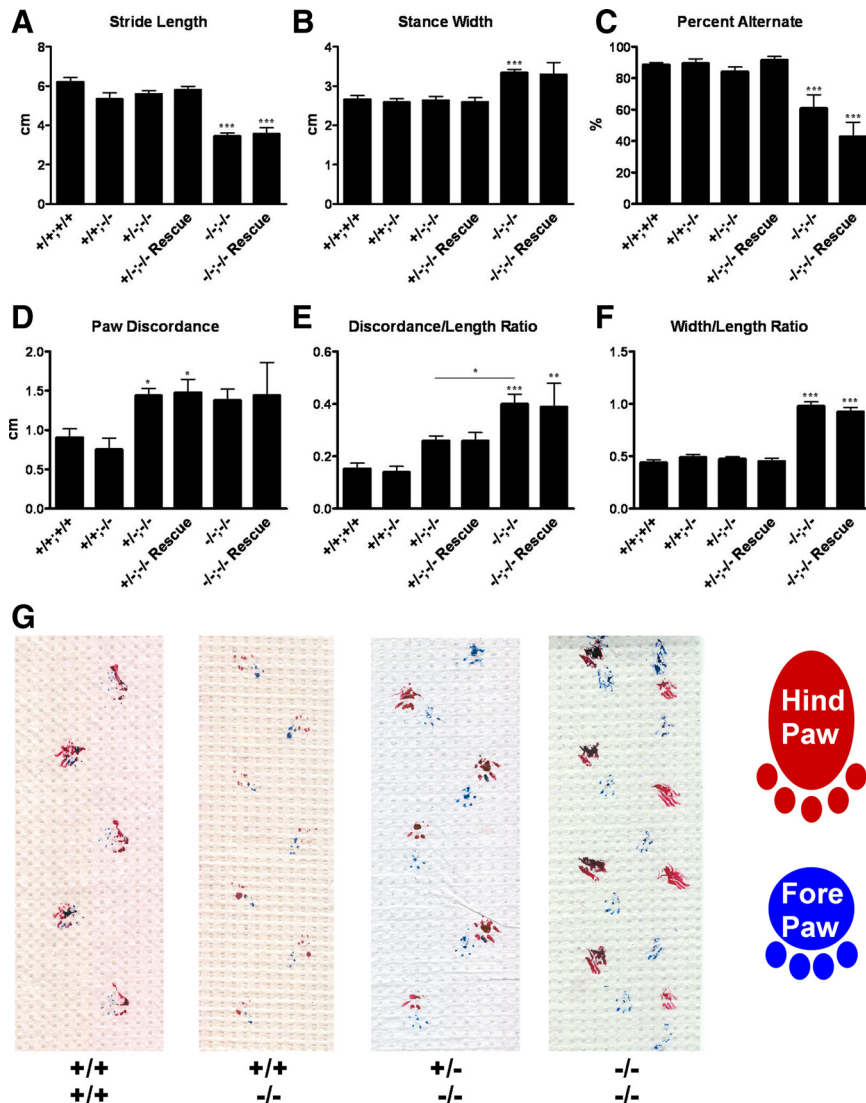 A
Stride Length
8
6
4
2
0
cm
+/+;+/+
+/+;-/-
+/-;-/-
+/-;-/- Rescue
-/-;-/-
-/-;-/- Rescue
***
***
B
Stance Width
4
3
2
1
0
cm
+/+;+/+
+/+;-/-
+/-;-/-
+/-;-/- Rescue
-/-;-/-
-/-;-/- Rescue
***
C
Percent Alternate
100
80
60
40
20
0
%
+/+;+/+
+/+;-/-
+/-;-/-
+/-;-/- Rescue
-/-;-/-
-/-;-/- Rescue
***
***
D
Paw Discordance
2.0
1.5
1.0
0.5
0.0
cm
+/+;+/+
+/+;-/-
+/-;-/-
+/-;-/- Rescue
-/-;-/-
-/-;-/- Rescue
*
*
E
Discordance/Length Ratio
0.6
0.4
0.2
0.0
+/+;+/+
+/+;-/-
+/-;-/-
+/-;-/- Rescue
-/-;-/-
-/-;-/- Rescue
*
***
**
F
Width/Length Ratio
1.5
1.0
0.5
0.0
+/+;+/+
+/+;-/-
+/-;-/-
+/-;-/- Rescue
-/-;-/-
-/-;-/- Rescue
***
***
G
Hind
Paw
Fore
Paw
+/+
+/+
+/+
-/-
+/-
-/-
-/-
-/-